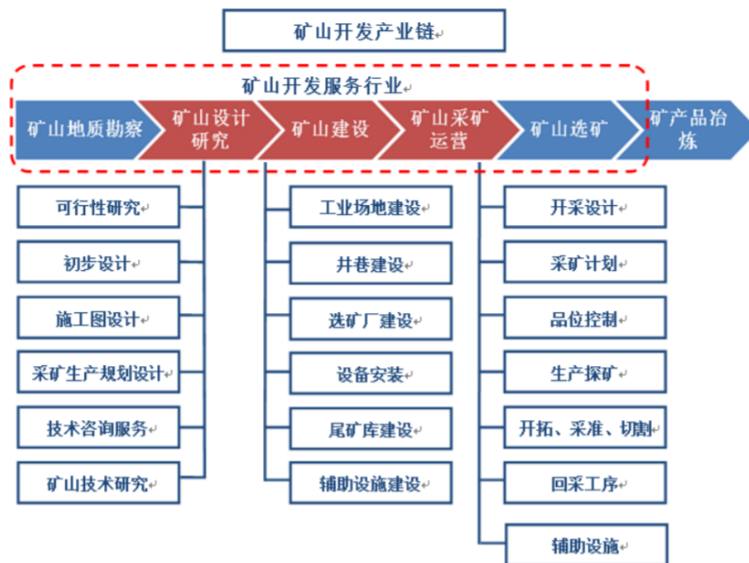 矿山开发产业链
矿山开发服务行业
矿山地质勘察
矿山设计
研究
矿山建设
矿山采矿
运营
矿山选矿
矿产品冶
炼
可行性研究
初步设计
施工图设计
采矿生产规划设计
技术咨询服务
矿山技术研究
工业场地建设
井巷建设
选矿厂建设
设备安装
尾矿库建设
辅助设施建设
开采设计
采矿计划
品位控制
生产探矿
开拓、采准、切割
回采工序
辅助设施